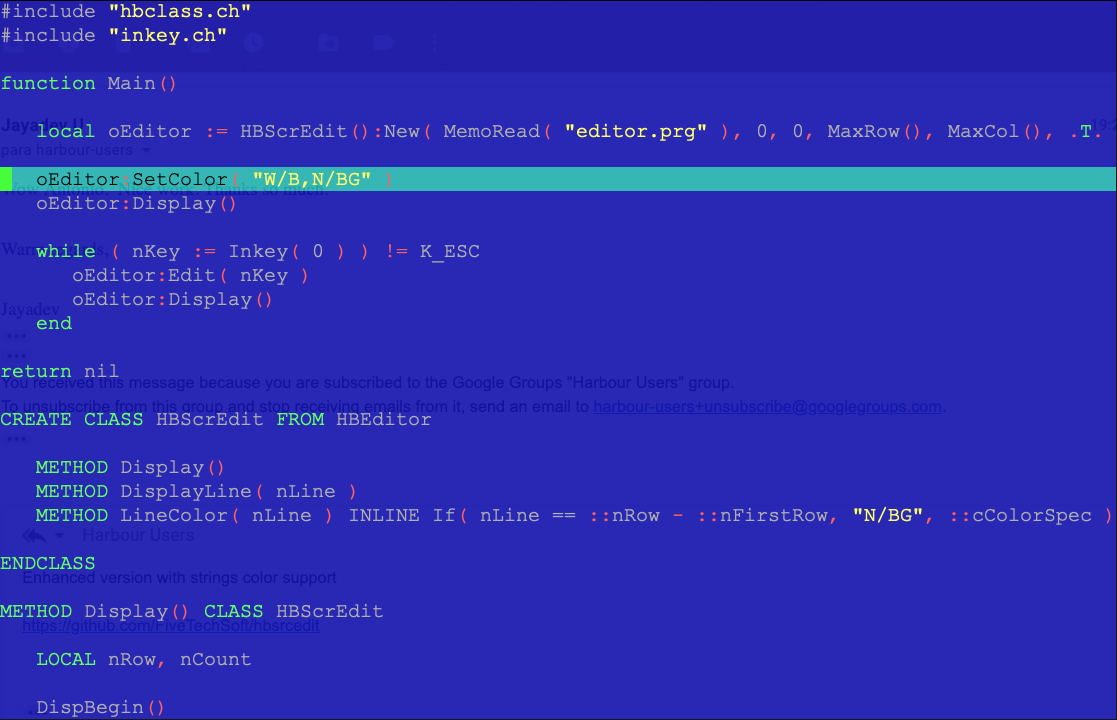 #include "hbclass.ch"
#include "inkey.ch"
function Main()
Jayadev U
local oEditor := HBScrEdit():New( MemoRead( "editor.prg" ), 0, 0, MaxRow(), MaxCol(), .T.
para harbour-users
oEditor:SetColor( "W/B,N/BG" )
Wow Antonio! Nice work. Thanks so much.
oEditor:Display()
while ( nKey := Inkey( 0 ) ) != K_ESC
oEditor:Edit( nKey )
oEditor:Display()
Jayadev
end
return nil
You received this message because you are subscribed to the Google Groups "Harbour Users" group.
To unsubscribe from this group and stop receiving emails from it, send an email to harbour-users+unsubscribe@googlegroups.com.
CREATE CLASS HBScrEdit FROM HBEditor
METHOD Display()
METHOD DisplayLine( nLine )
METHOD LineColor( nLine ) INLINE If( nLine == ::nRow - ::nFirstRow, "N/BG", ::cColorSpec )
Harbour Users
ENDCLASS
Enhanced version with strings color support
METHOD Display() CLASS HBScrEdit
https://github.com/FiveTechSoft/hbsrcedit
LOCAL nRow, nCount
DispBegin()